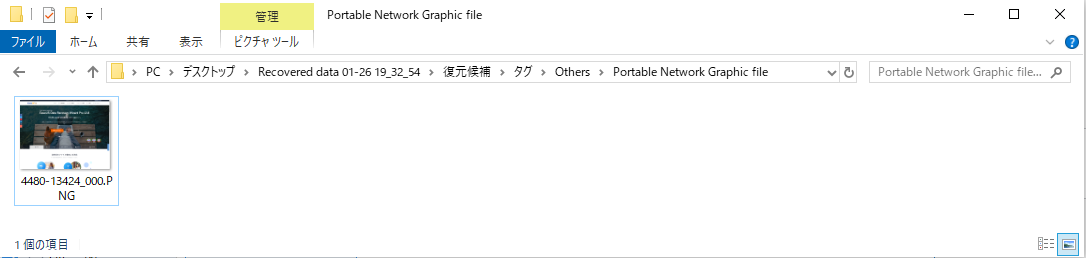 管理
Portable Network Graphic file
ファイル ホーム 共有 表示 ピクチャ ツール
PC デスクトップ Recovered data 01-26 19_32_54 復元候補 タグ Others Portable Network Graphic file
Portable Network Graphic file...
4480-13424_000.P
NG
1 個の項目